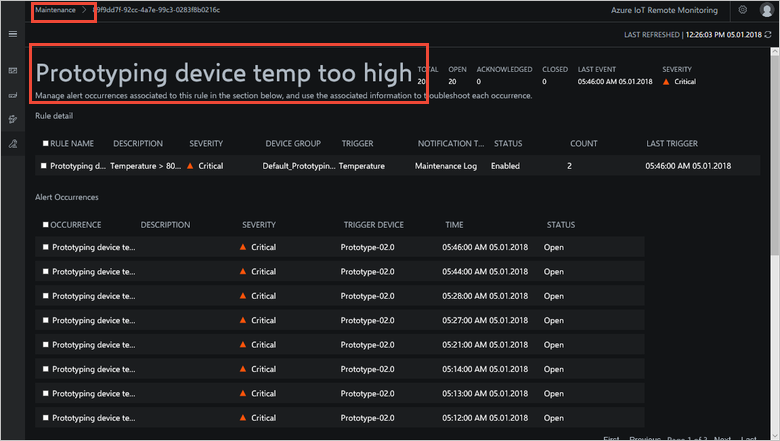 Maintenance > 89f9dd7f-92cc-4a7e-99c3-0283f8b0216c Azure IoT Remote Monitoring
LAST REFRESHED | 12:26:03 PM 05.01.2018
Prototyping device temp too high
TOTAL OPEN ACKNOWLEDGED CLOSED LAST EVENT SEVERITY
20 20 0 0 05:46:00 AM 05.01.2018 Critical
Manage alert occurrences associated to this rule in the section below, and use the associated information to troubleshoot each occurrence.
Rule detail
RULE NAME DESCRIPTION SEVERITY DEVICE GROUP TRIGGER NOTIFICATION T... STATUS COUNT LAST TRIGGER
Prototyping d... Temperature > 80... Critical Default_Prototypin... Temperature Maintenance Log Enabled 2 05:46:00 AM 05.01.2018
Alert Occurrences
OCCURRENCE DESCRIPTION SEVERITY TRIGGER DEVICE TIME STATUS
Prototyping device te... Critical Prototype-02.0 05:46:00 AM 05.01.2018 Open
Prototyping device te... Critical Prototype-02.0 05:44:00 AM 05.01.2018 Open
Prototyping device te... Critical Prototype-02.0 05:28:00 AM 05.01.2018 Open
Prototyping device te... Critical Prototype-02.0 05:27:00 AM 05.01.2018 Open
Prototyping device te... Critical Prototype-02.0 05:21:00 AM 05.01.2018 Open
Prototyping device te... Critical Prototype-02.0 05:14:00 AM 05.01.2018 Open
Prototyping device te... Critical Prototype-02.0 05:13:00 AM 05.01.2018 Open
Prototyping device te... Critical Prototype-02.0 05:12:00 AM 05.01.2018 Open
First Previous Page 1 of 3 Next Last